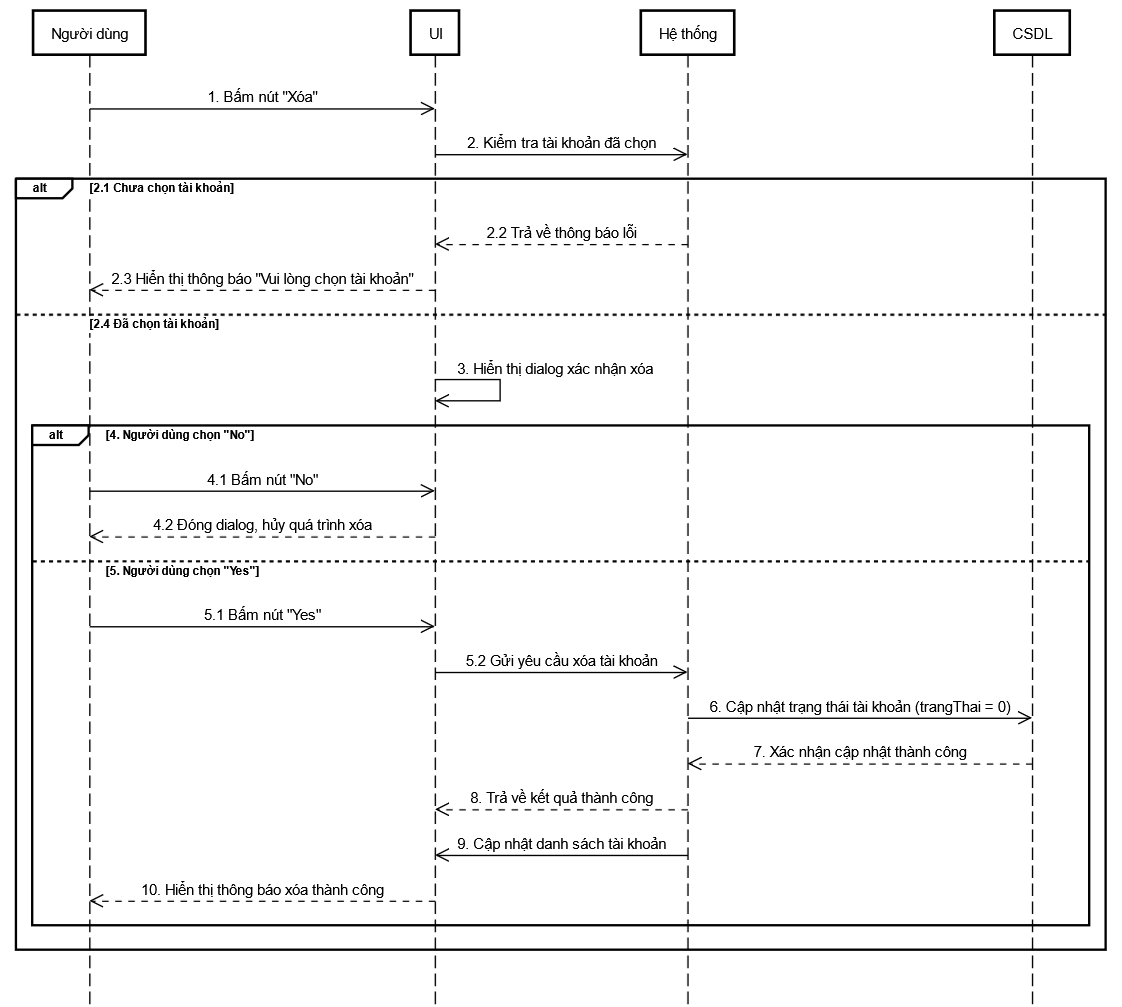 Người dùng
UI
Hệ thống
CSDL
1. Bấm nút "Xóa"
2. Kiểm tra tài khoản đã chọn
alt
[2.1 Chưa chọn tài khoản]
2.2 Trả về thông báo lỗi
2.3 Hiển thị thông báo "Vui lòng chọn tài khoản"
[2.4 Đã chọn tài khoản]
3. Hiển thị dialog xác nhận xóa
alt
[4. Người dùng chọn "No"]
4.1 Bấm nút "No"
4.2 Đóng dialog, hủy quá trình xóa
[5. Người dùng chọn "Yes"]
5.1 Bấm nút "Yes"
5.2 Gửi yêu cầu xóa tài khoản
6. Cập nhật trạng thái tài khoản (trangThai = 0)
7. Xác nhận cập nhật thành công
8. Trả về kết quả thành công
9. Cập nhật danh sách tài khoản
10. Hiển thị thông báo xóa thành công